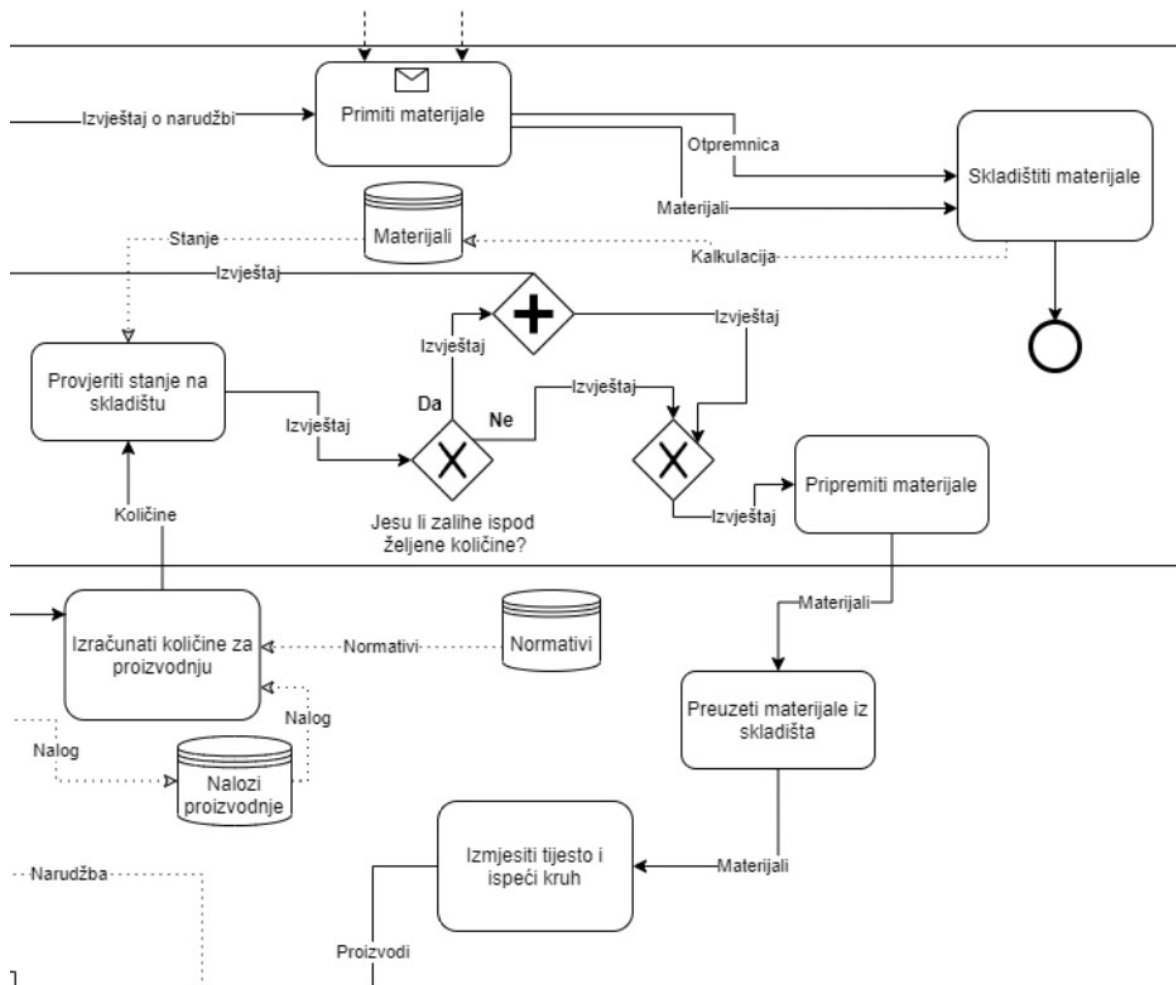 Izvještaj o narudžbi
Primiti materijale
Otpremnica
Skladištiti materijale
Materijali
Materijali
Stanje
Kalkulacija
Izvještaj
Izvještaj
Izvještaj
Provjeriti stanje na
skladištu
Izvještaj
Da
Ne
Izvještaj
Pripremiti materijale
Izvještaj
Količine
Jesu li zalihe ispod
željene količine?
Materijali
Izračunati količine za
proizvodnju
Normativi
Normativi
Preuzeti materijale iz
skladišta
Nalog
Nalog
Nalozi
proizvodnje
Izmjesiti tijesto i
ispeći kruh
Materijali
Narudžba
Proizvodi